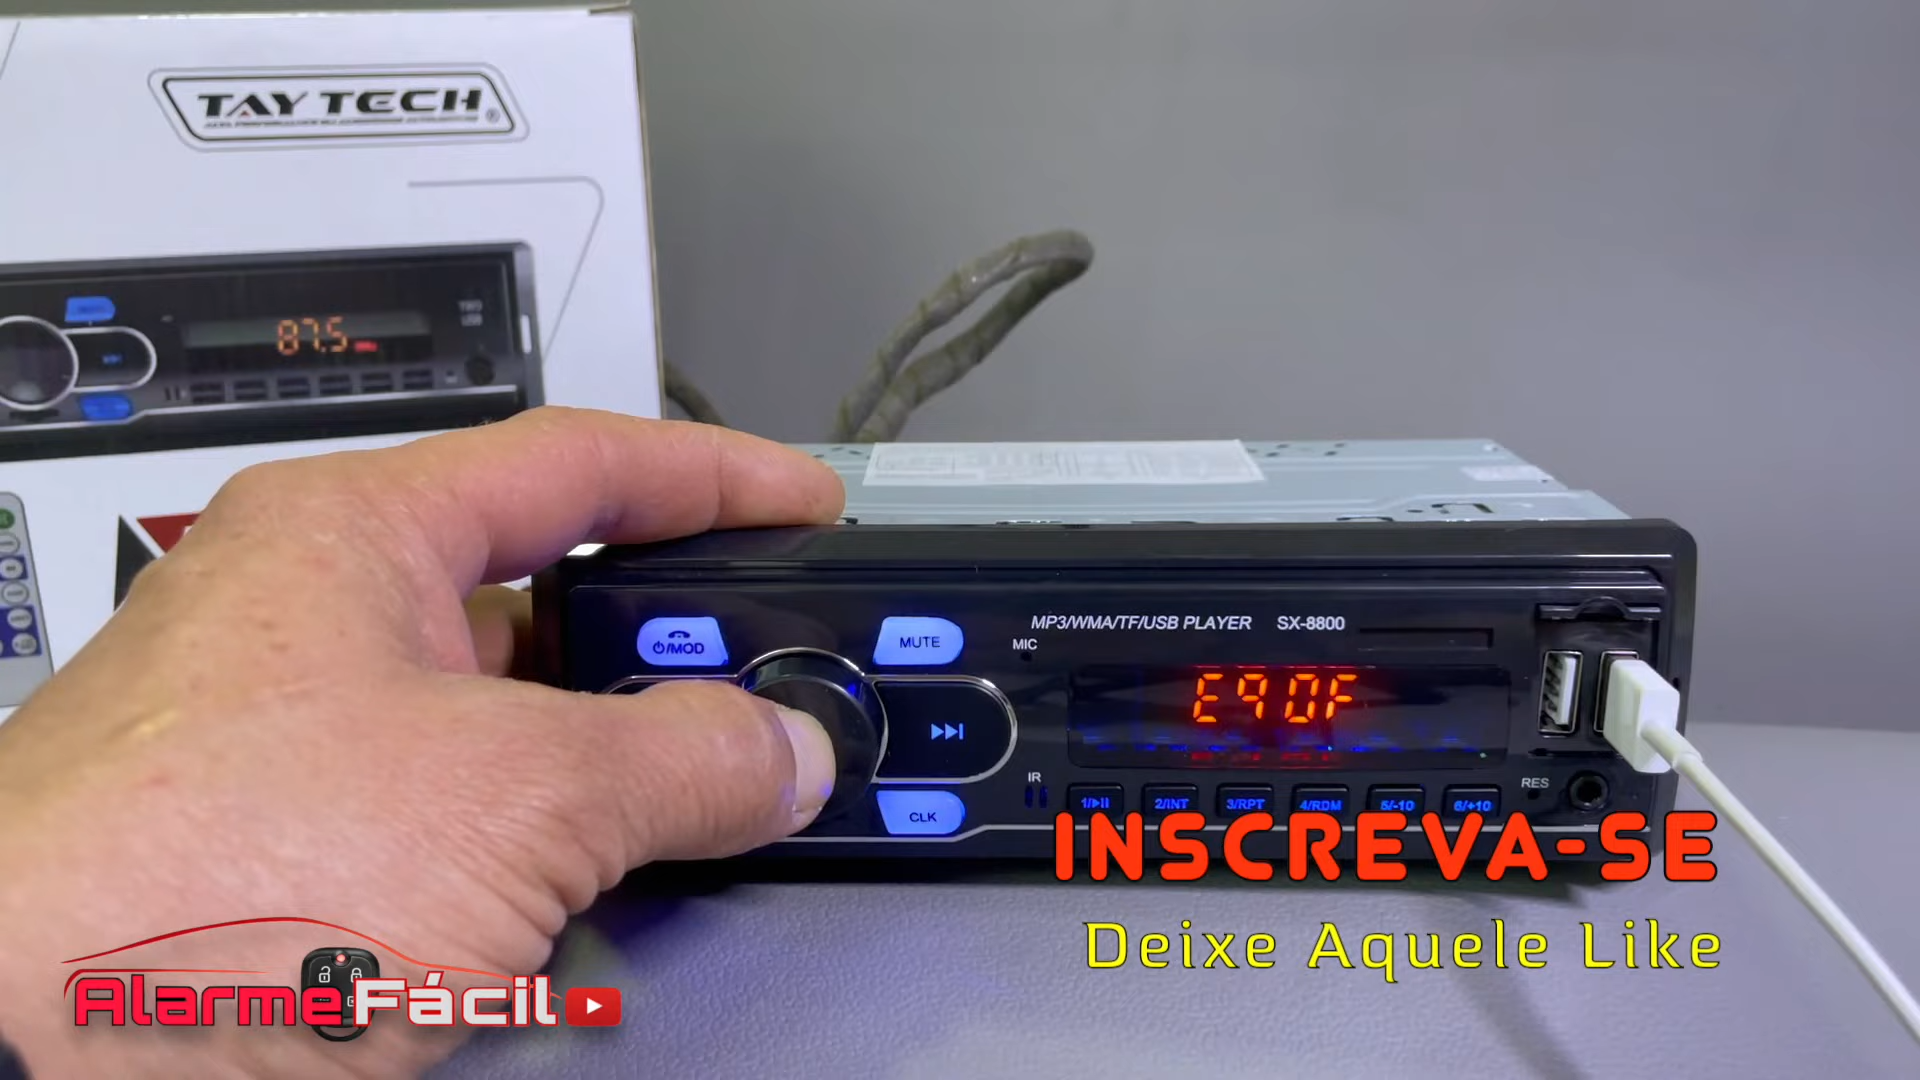 TAY TECH
®
87.5
MP3/WMA/TF/USB PLAYER SX-8800
MIC
⏻/MOD
MUTE
E90F
IR
RES
CLK
1/▶II
2/INT
3/RPT
4/RDM
5/-10
6/+10
INSCREVA-SE
Deixe Aquele Like
AlarmeFácil